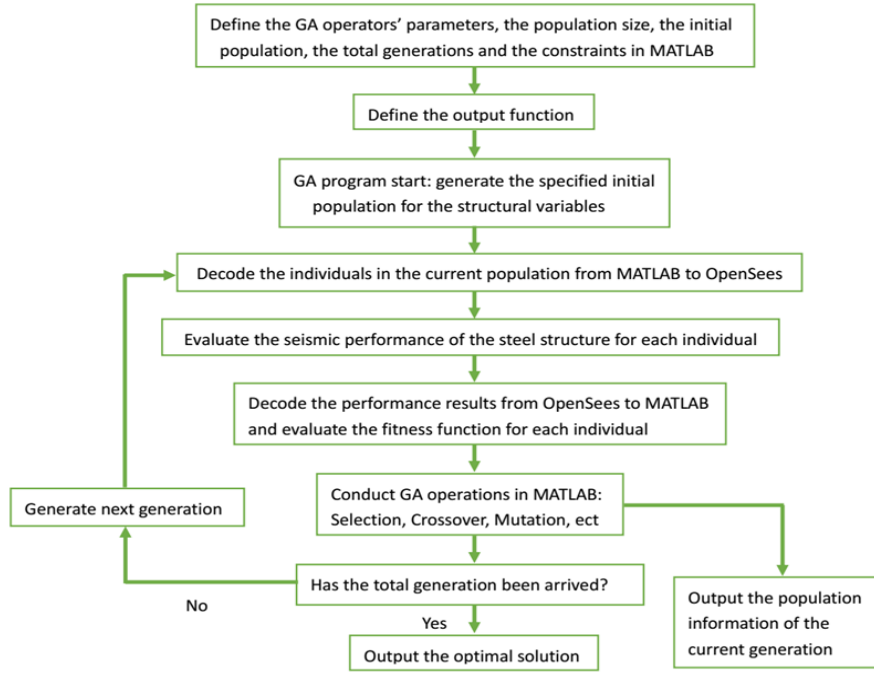 Define the GA operators' parameters, the population size, the initial
population, the total generations and the constraints in MATLAB
Define the output function
GA program start: generate the specified initial
population for the structural variables
Decode the individuals in the current population from MATLAB to OpenSees
Evaluate the seismic performance of the steel structure for each individual
Decode the performance results from OpenSees to MATLAB
and evaluate the fitness function for each individual
Generate next generation
Conduct GA operations in MATLAB:
Selection, Crossover, Mutation, ect
Has the total generation been arrived?
No
Yes
Output the population
information of the
current generation
Output the optimal solution